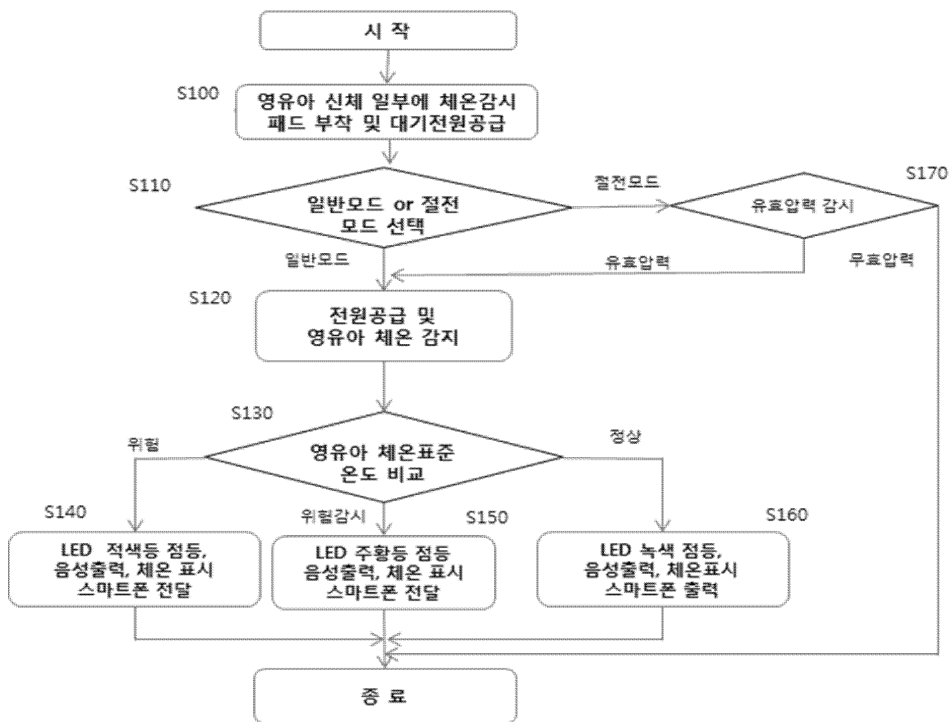 시 작
S100
영유아 신체 일부에 체온감시
패드 부착 및 대기전원공급
S110
일반모드 or 절전
모드 선택
절전모드
S170
유효압력 감시
일반모드
유효압력
무효압력
S120
전원공급 및
영유아 체온 감지
S130
영유아 체온표준
온도 비교
위험
정상
위험감시
S140
LED 적색등 점등,
음성출력, 체온 표시
스마트폰 전달
S150
LED 주황등 점등
음성출력, 체온 표시
스마트폰 전달
S160
LED 녹색 점등,
음성출력, 체온표시
스마트폰 출력
종 료